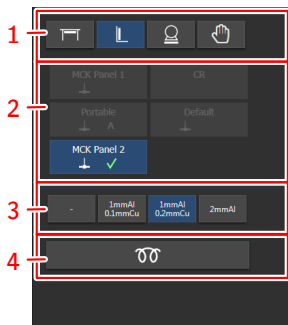 1
2
MCK Panel 1
CR
Portable
A
Default
MCK Panel 2
3
-
1mmAl
0.1mmCu
1mmAl
0.2mmCu
2mmAl
4